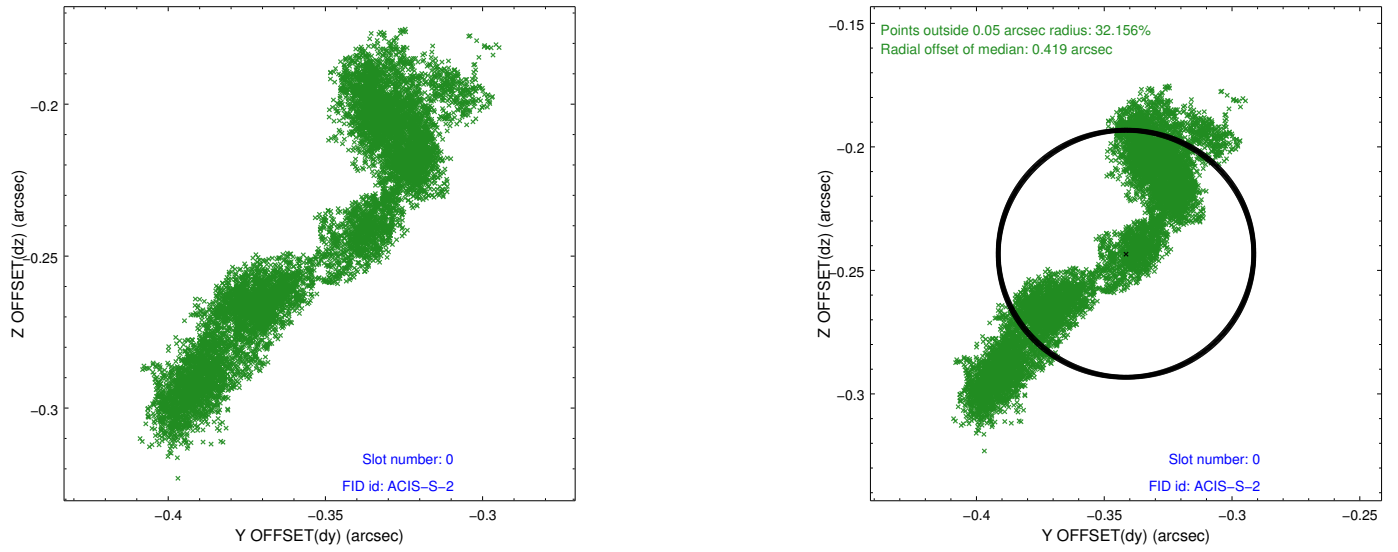 Z OFFSET(dz) (arcsec)
−0.2
−0.25
−0.3
Slot number: 0
FID id: ACIS−S−2
−0.4
−0.35
−0.3
Y OFFSET(dy) (arcsec)
Points outside 0.05 arcsec radius: 32.156%
Radial offset of median: 0.419 arcsec
Z OFFSET(dz) (arcsec)
−0.15
−0.2
−0.25
−0.3
Slot number: 0
FID id: ACIS−S−2
−0.4
−0.35
−0.3
−0.25
Y OFFSET(dy) (arcsec)